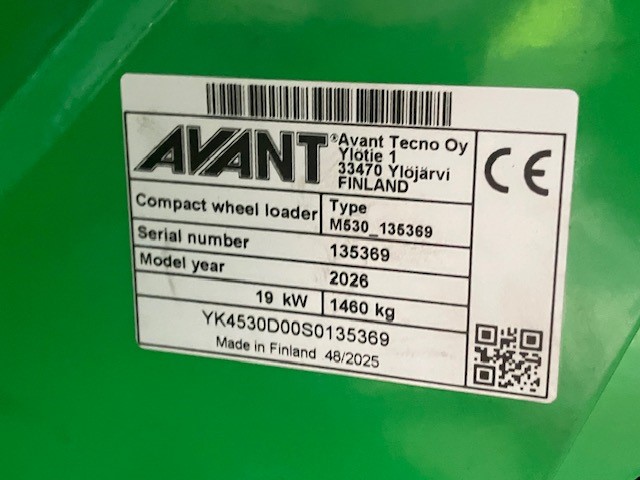 AVANT®
Avant Tecno Oy
Ylötie 1
33470 Ylöjärvi
FINLAND
Compact wheel loader
Type
M530_135369
Serial number 135369
Model year 2026
19 kW 1460 kg
YK4530D00S0135369
Made in Finland 48/2025
CE